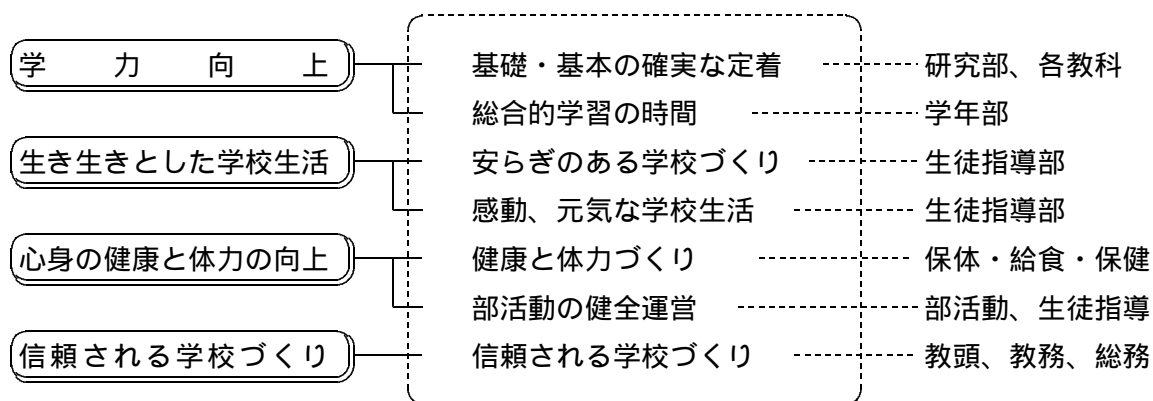 学力向上 基礎・基本の確実な定着 研究部、各教科
総合的学習の時間 学年部
生き生きとした学校生活 安らぎのある学校づくり 生徒指導部
感動、元気な学校生活 生徒指導部
心身の健康と体力の向上 健康と体力づくり 保体・給食・保健
部活動の健全運営 部活動、生徒指導
信頼される学校づくり 信頼される学校づくり 教頭、教務、総務